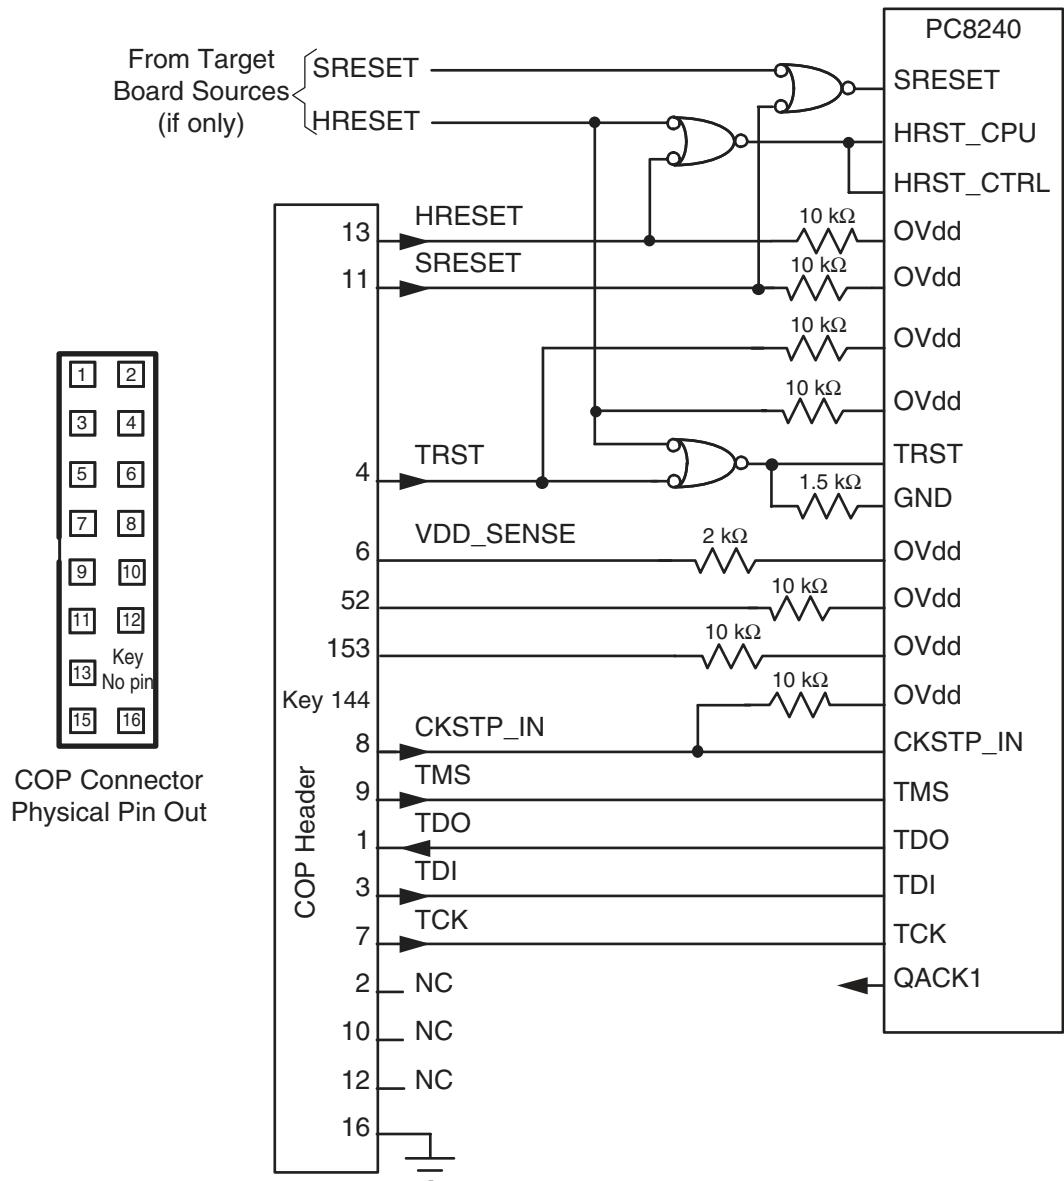 PC8240
From Target
Board Sources
(if only)
SRESET
HRESET
SRESET
HRST_CPU
HRST_CTRL
13 HRESET 10 kΩ OVdd
11 SRESET 10 kΩ OVdd
10 kΩ OVdd
10 kΩ OVdd
4 TRST TRST
1.5 kΩ GND
6 VDD_SENSE 2 kΩ OVdd
52 10 kΩ OVdd
153 10 kΩ OVdd
Key 144 10 kΩ OVdd
8 CKSTP_IN CKSTP_IN
9 TMS TMS
1 TDO TDO
3 TDI TDI
7 TCK TCK
2 NC QACK1
10 NC
12 NC
16
COP Header
1 2
3 4
5 6
7 8
9 10
11 12
13 Key
No pin
15 16
COP Connector
Physical Pin Out